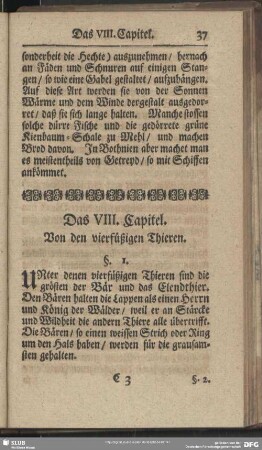 Das VIII. Capitel. 37
sonderheit die Hechte) auszunehmen / hernach
an Fäden und Schnuren auf einigen Stan-
gen / so wie eine Gabel gestaltet / aufzuhängen.
Auf diese Art werden sie von der Sonnen
Wärme und dem Winde dergestalt ausgedor-
ret / daß sie sich lange halten. Manche stossen
solche dürre Fische und die gedörrete grüne
Kienbaum-Schale zu Mehl / und machen
Brod davon. In Bothnien aber machet man
es meistentheils von Getreyd / so mit Schiffen
ankömmet.
Das VIII. Capitel.
Von den vierfüßigen Thieren.
§. 1.
UNter denen vierfüßigen Thieren sind die
grösten der Bär und das Elendthier.
Den Bären halten die Lappen als einen Herrn
und König der Wälder / weil er an Stärcke
und Wildheit die andern Thiere alle übertriffe.
Die Bären / so einen weissen Strich oder Ring
um den Hals haben / werden für die grausam-
sten gehalten.
C 3 §. 2.
SLUB